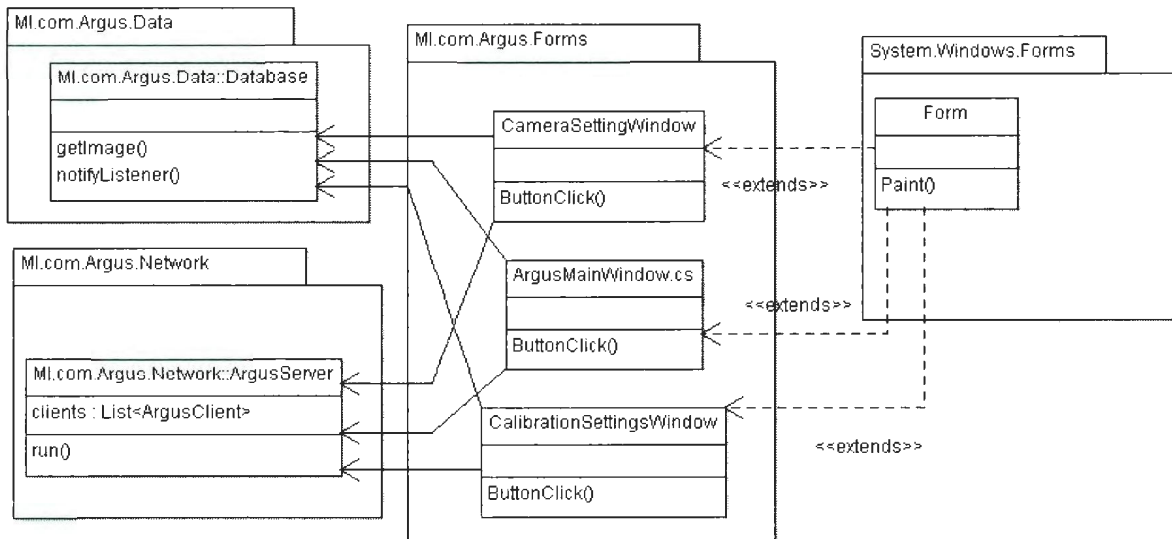 MI.com.Argus.Data
MI.com.Argus.Data::Database
getImage()
notifyListener()
MI.com.Argus.Network
MI.com.Argus.Network::ArgusServer
clients : List<ArgusClient>
run()
MI.com.Argus.Forms
CameraSettingWindow
ButtonClick()
ArgusMainWindow.cs
ButtonClick()
CalibrationSettingsWindow
ButtonClick()
<<extends>>
<<extends>>
<<extends>>
System.Windows.Forms
Form
Paint()